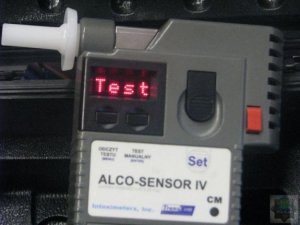 Test
ODCZYT TEST
TESTU MANUALNY
Set
ALCO-SENSOR IV
CM
Intoximeters, Inc.